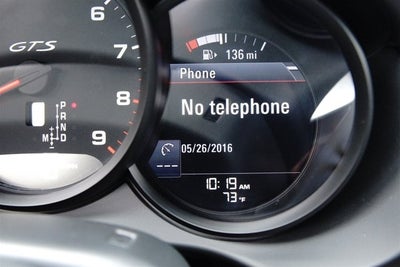 GTS
6
7
8
9
P
R
N
M D
136 mi
Phone
No telephone
05/26/2016
---
10:19 AM
73°F